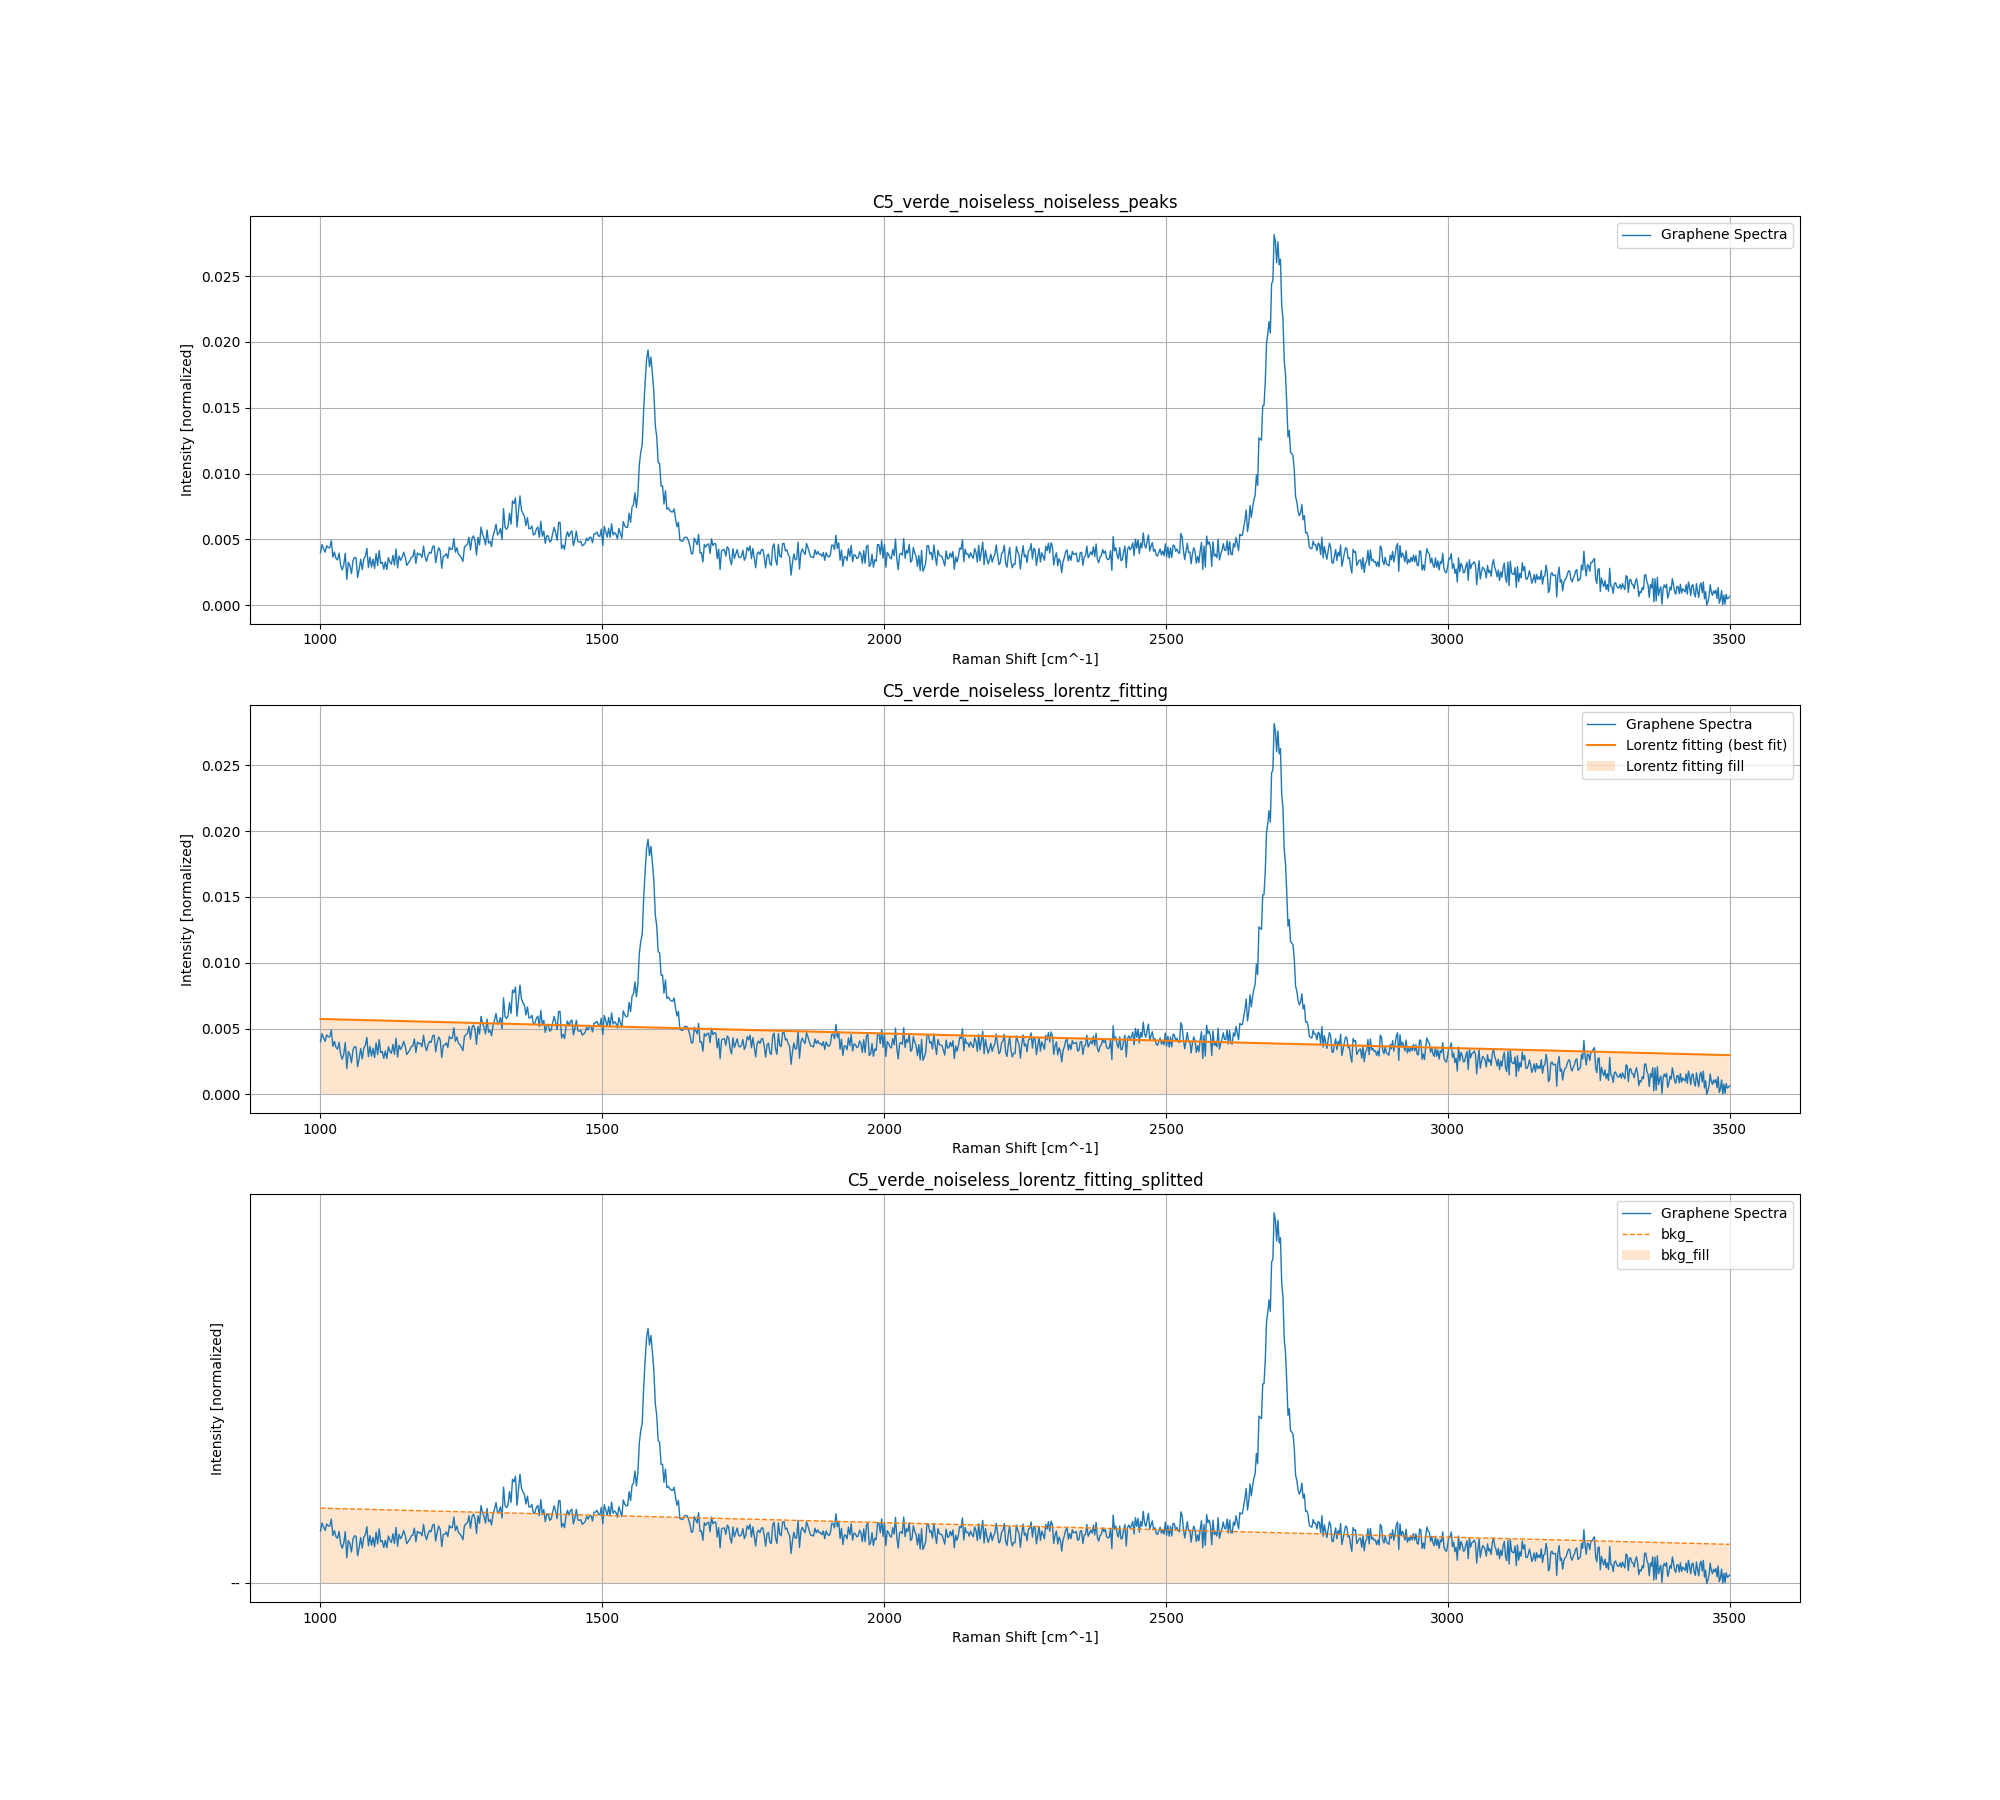 C5_verde_noiseless_noiseless_peaks
Graphene Spectra
Intensity [normalized]
0.025
0.020
0.015
0.010
0.005
0.000
1000 1500 2000 2500 3000 3500
Raman Shift [cm^-1]
C5_verde_noiseless_lorentz_fitting
Graphene Spectra
Lorentz fitting (best fit)
Lorentz fitting fill
Intensity [normalized]
0.025
0.020
0.015
0.010
0.005
0.000
1000 1500 2000 2500 3000 3500
Raman Shift [cm^-1]
C5_verde_noiseless_lorentz_fitting_splitted
Graphene Spectra
bkg_
bkg_fill
Intensity [normalized]
--
1000 1500 2000 2500 3000 3500
Raman Shift [cm^-1]